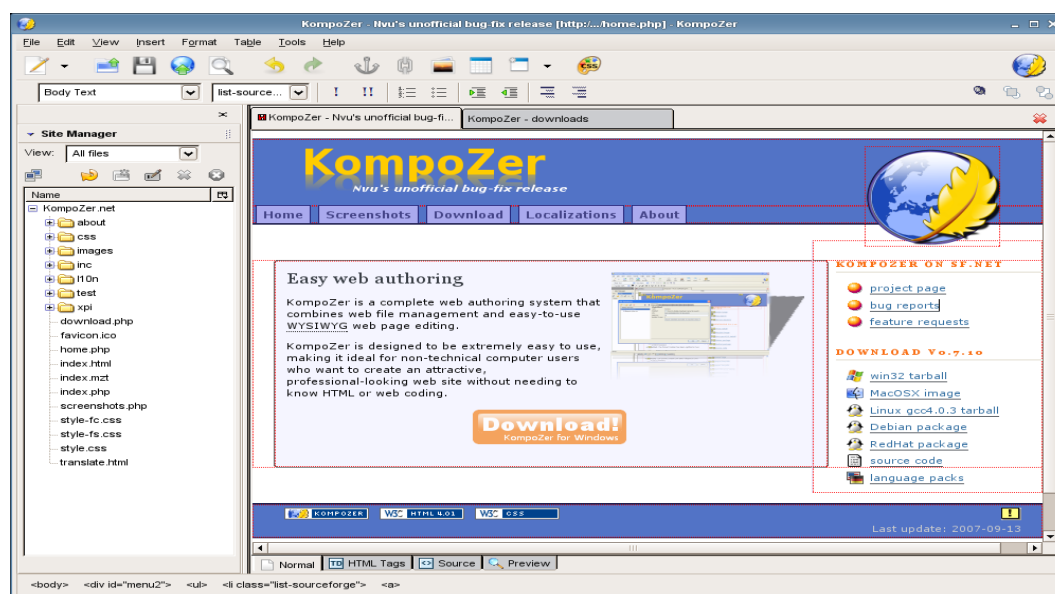 KompoZer - Nvu's unofficial bug-fix release [http:/.../home.php] - KompoZer
File Edit View Insert Format Table Tools Help
CSS
Body Text list-source... ! !!
KompoZer - Nvu's unofficial bug-fi... KompoZer - downloads
Site Manager
View: All files
Name
KompoZer.net
about
css
images
inc
l10n
test
xpi
download.php
favicon.ico
home.php
index.html
index.mzt
index.php
screenshots.php
style-fc.css
style-fs.css
style.css
translate.html
KompoZer
Nvu's unofficial bug-fix release
Home Screenshots Download Localizations About
Easy web authoring
KompoZer is a complete web authoring system that
combines web file management and easy-to-use
WYSIWYG web page editing.
KompoZer is designed to be extremely easy to use,
making it ideal for non-technical computer users
who want to create an attractive,
professional-looking web site without needing to
know HTML or web coding.
Download!
KompoZer for Windows
KOMPOZER ON SF.NET
project page
bug reports
feature requests
DOWNLOAD V0.7.10
win32 tarball
MacOSX image
Linux gcc4.0.3 tarball
Debian package
RedHat package
source code
language packs
KOMPOZER W3C HTML 4.01 W3C CSS
!
Last update: 2007-09-13
Normal TD HTML Tags Source Preview
<body> <div id="menu2"> <ul> <li class="list-sourceforge"> <a>